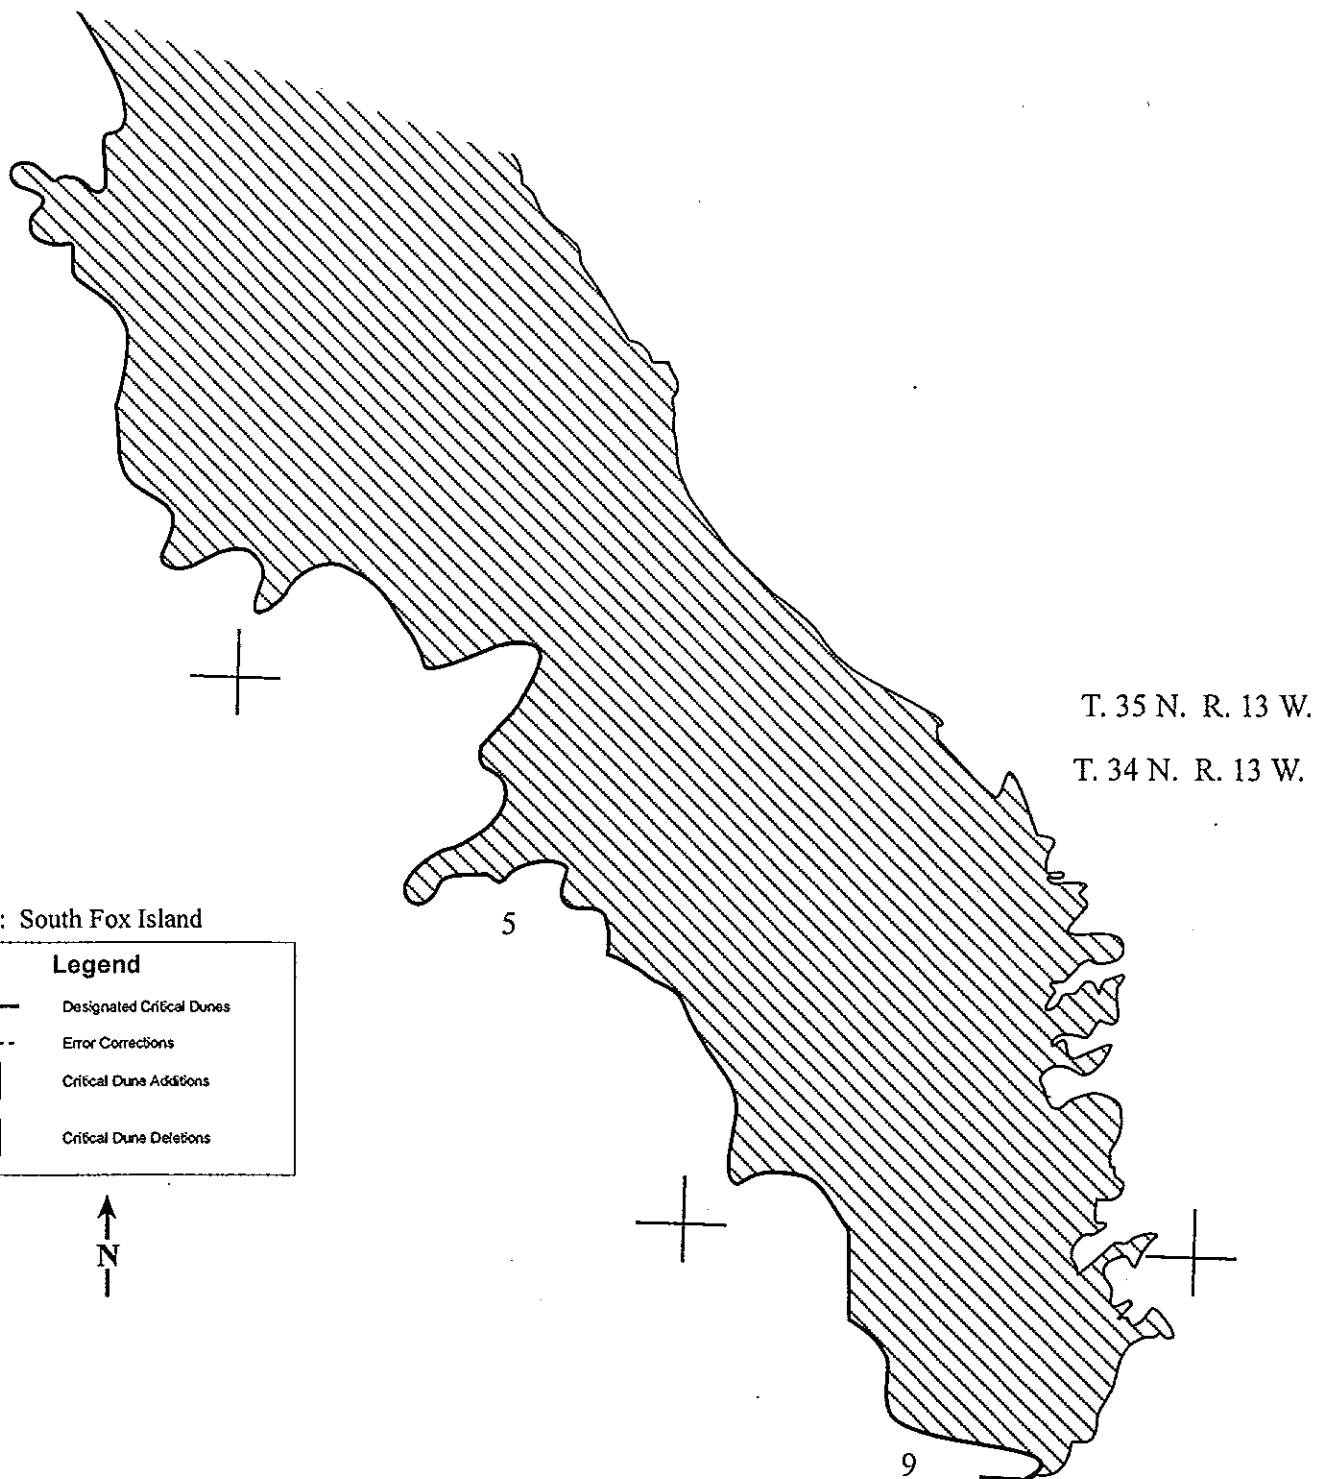 T. 35 N. R. 13 W.
T. 34 N. R. 13 W.
: South Fox Island
5
Legend
Designated Critical Dunes
Error Corrections
Critical Dune Additions
Critical Dune Deletions
N
9